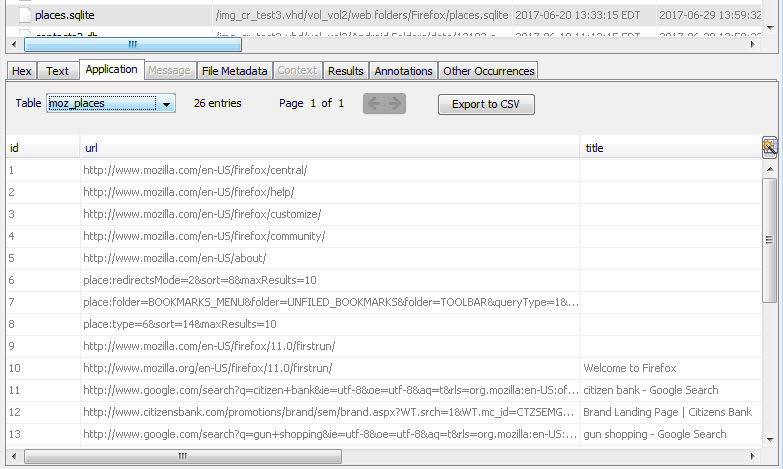 places.sqlite /img_cr_test3.vhd/vol_vol2/web folders/Firefox/places.sqlite 2017-06-20 13:33:15 EDT 2017-06-29 13:59:32
Hex Text Application Message File Metadata Context Results Annotations Other Occurrences
Table moz_places 26 entries Page 1 of 1 Export to CSV
id url title
1 http://www.mozilla.com/en-US/firefox/central/
2 http://www.mozilla.com/en-US/firefox/help/
3 http://www.mozilla.com/en-US/firefox/customize/
4 http://www.mozilla.com/en-US/firefox/community/
5 http://www.mozilla.com/en-US/about/
6 place:redirectsMode=2&sort=8&maxResults=10
7 place:folder=BOOKMARKS_MENU&folder=UNFILED_BOOKMARKS&folder=TOOLBAR&queryType=1&...
8 place:type=6&sort=14&maxResults=10
9 http://www.mozilla.com/en-US/firefox/11.0/firstrun/
10 http://www.mozilla.org/en-US/firefox/11.0/firstrun/ Welcome to Firefox
11 http://www.google.com/search?q=citizen+bank&ie=utf-8&oe=utf-8&aq=t&rls=org.mozilla:en-US:of... citizen bank - Google Search
12 http://www.citizensbank.com/promotions/brand/sem/brand.aspx?WT.srch=1&WT.mc_id=CTZSEMG... Brand Landing Page | Citizens Bank
13 http://www.google.com/search?q=gun+shopping&ie=utf-8&oe=utf-8&aq=t&rls=org.mozilla:en-US:... gun shopping - Google Search